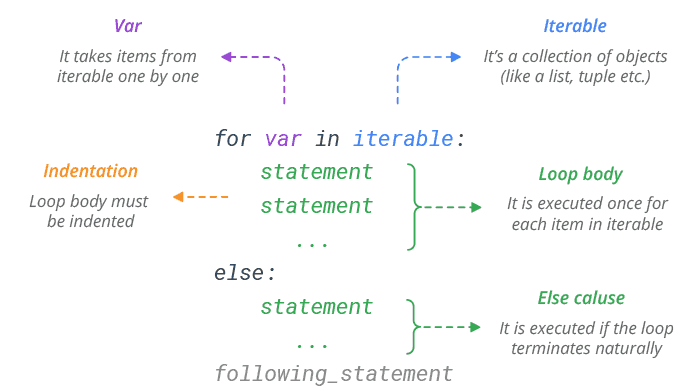 Var
It takes items from
iterable one by one
Iterable
It's a collection of objects
(like a list, tuple etc.)
for var in iterable:
Indentation
Loop body must
be indented
statement
statement
...
Loop body
It is executed once for
each item in iterable
else:
statement
...
Else caluse
It is executed if the loop
terminates naturally
following_statement